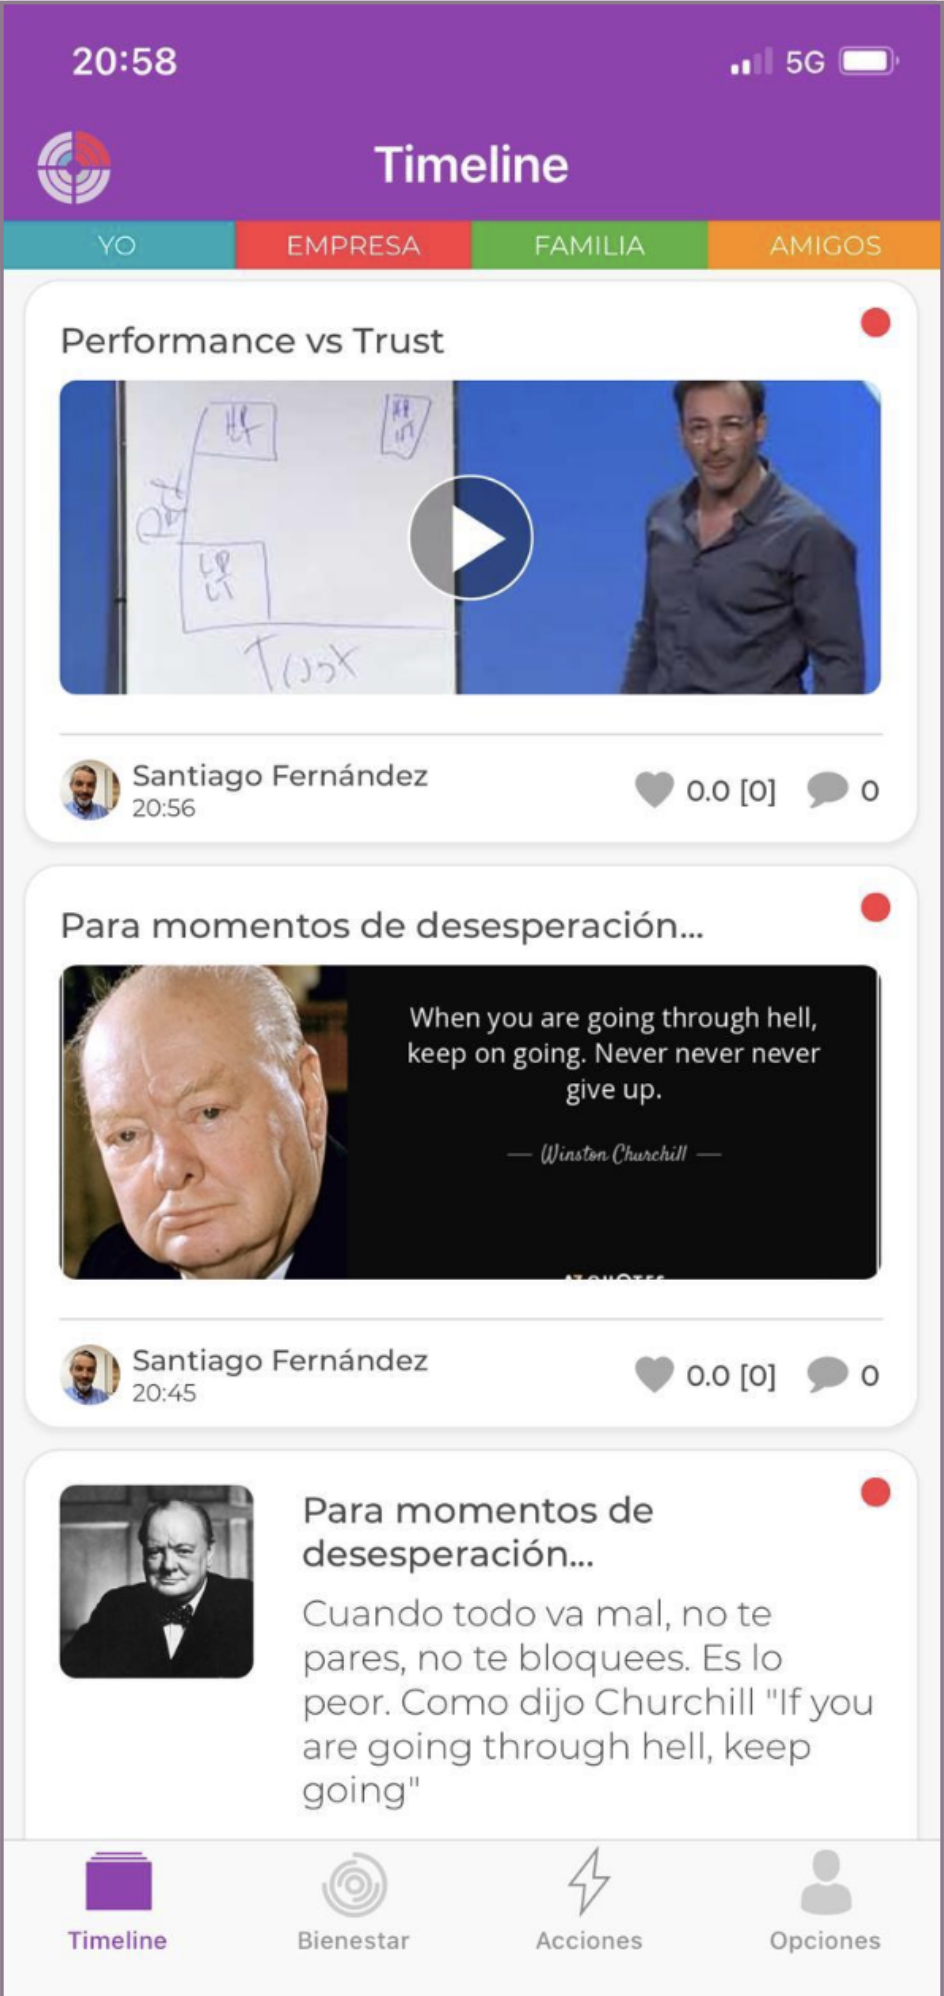 20:58
5G
Timeline
YO EMPRESA FAMILIA AMIGOS
Performance vs Trust
HP
LT
LP
LT
Trust
Santiago Fernández
20:56
0.0 [0]
0
Para momentos de desesperación...
When you are going through hell,
keep on going. Never never never
give up.
— Winston Churchill —
Santiago Fernández
20:45
0.0 [0]
0
Para momentos de
desesperación...
Cuando todo va mal, no te
pares, no te bloquees. Es lo
peor. Como dijo Churchill "If you
are going through hell, keep
going"
Timeline Bienestar Acciones Opciones